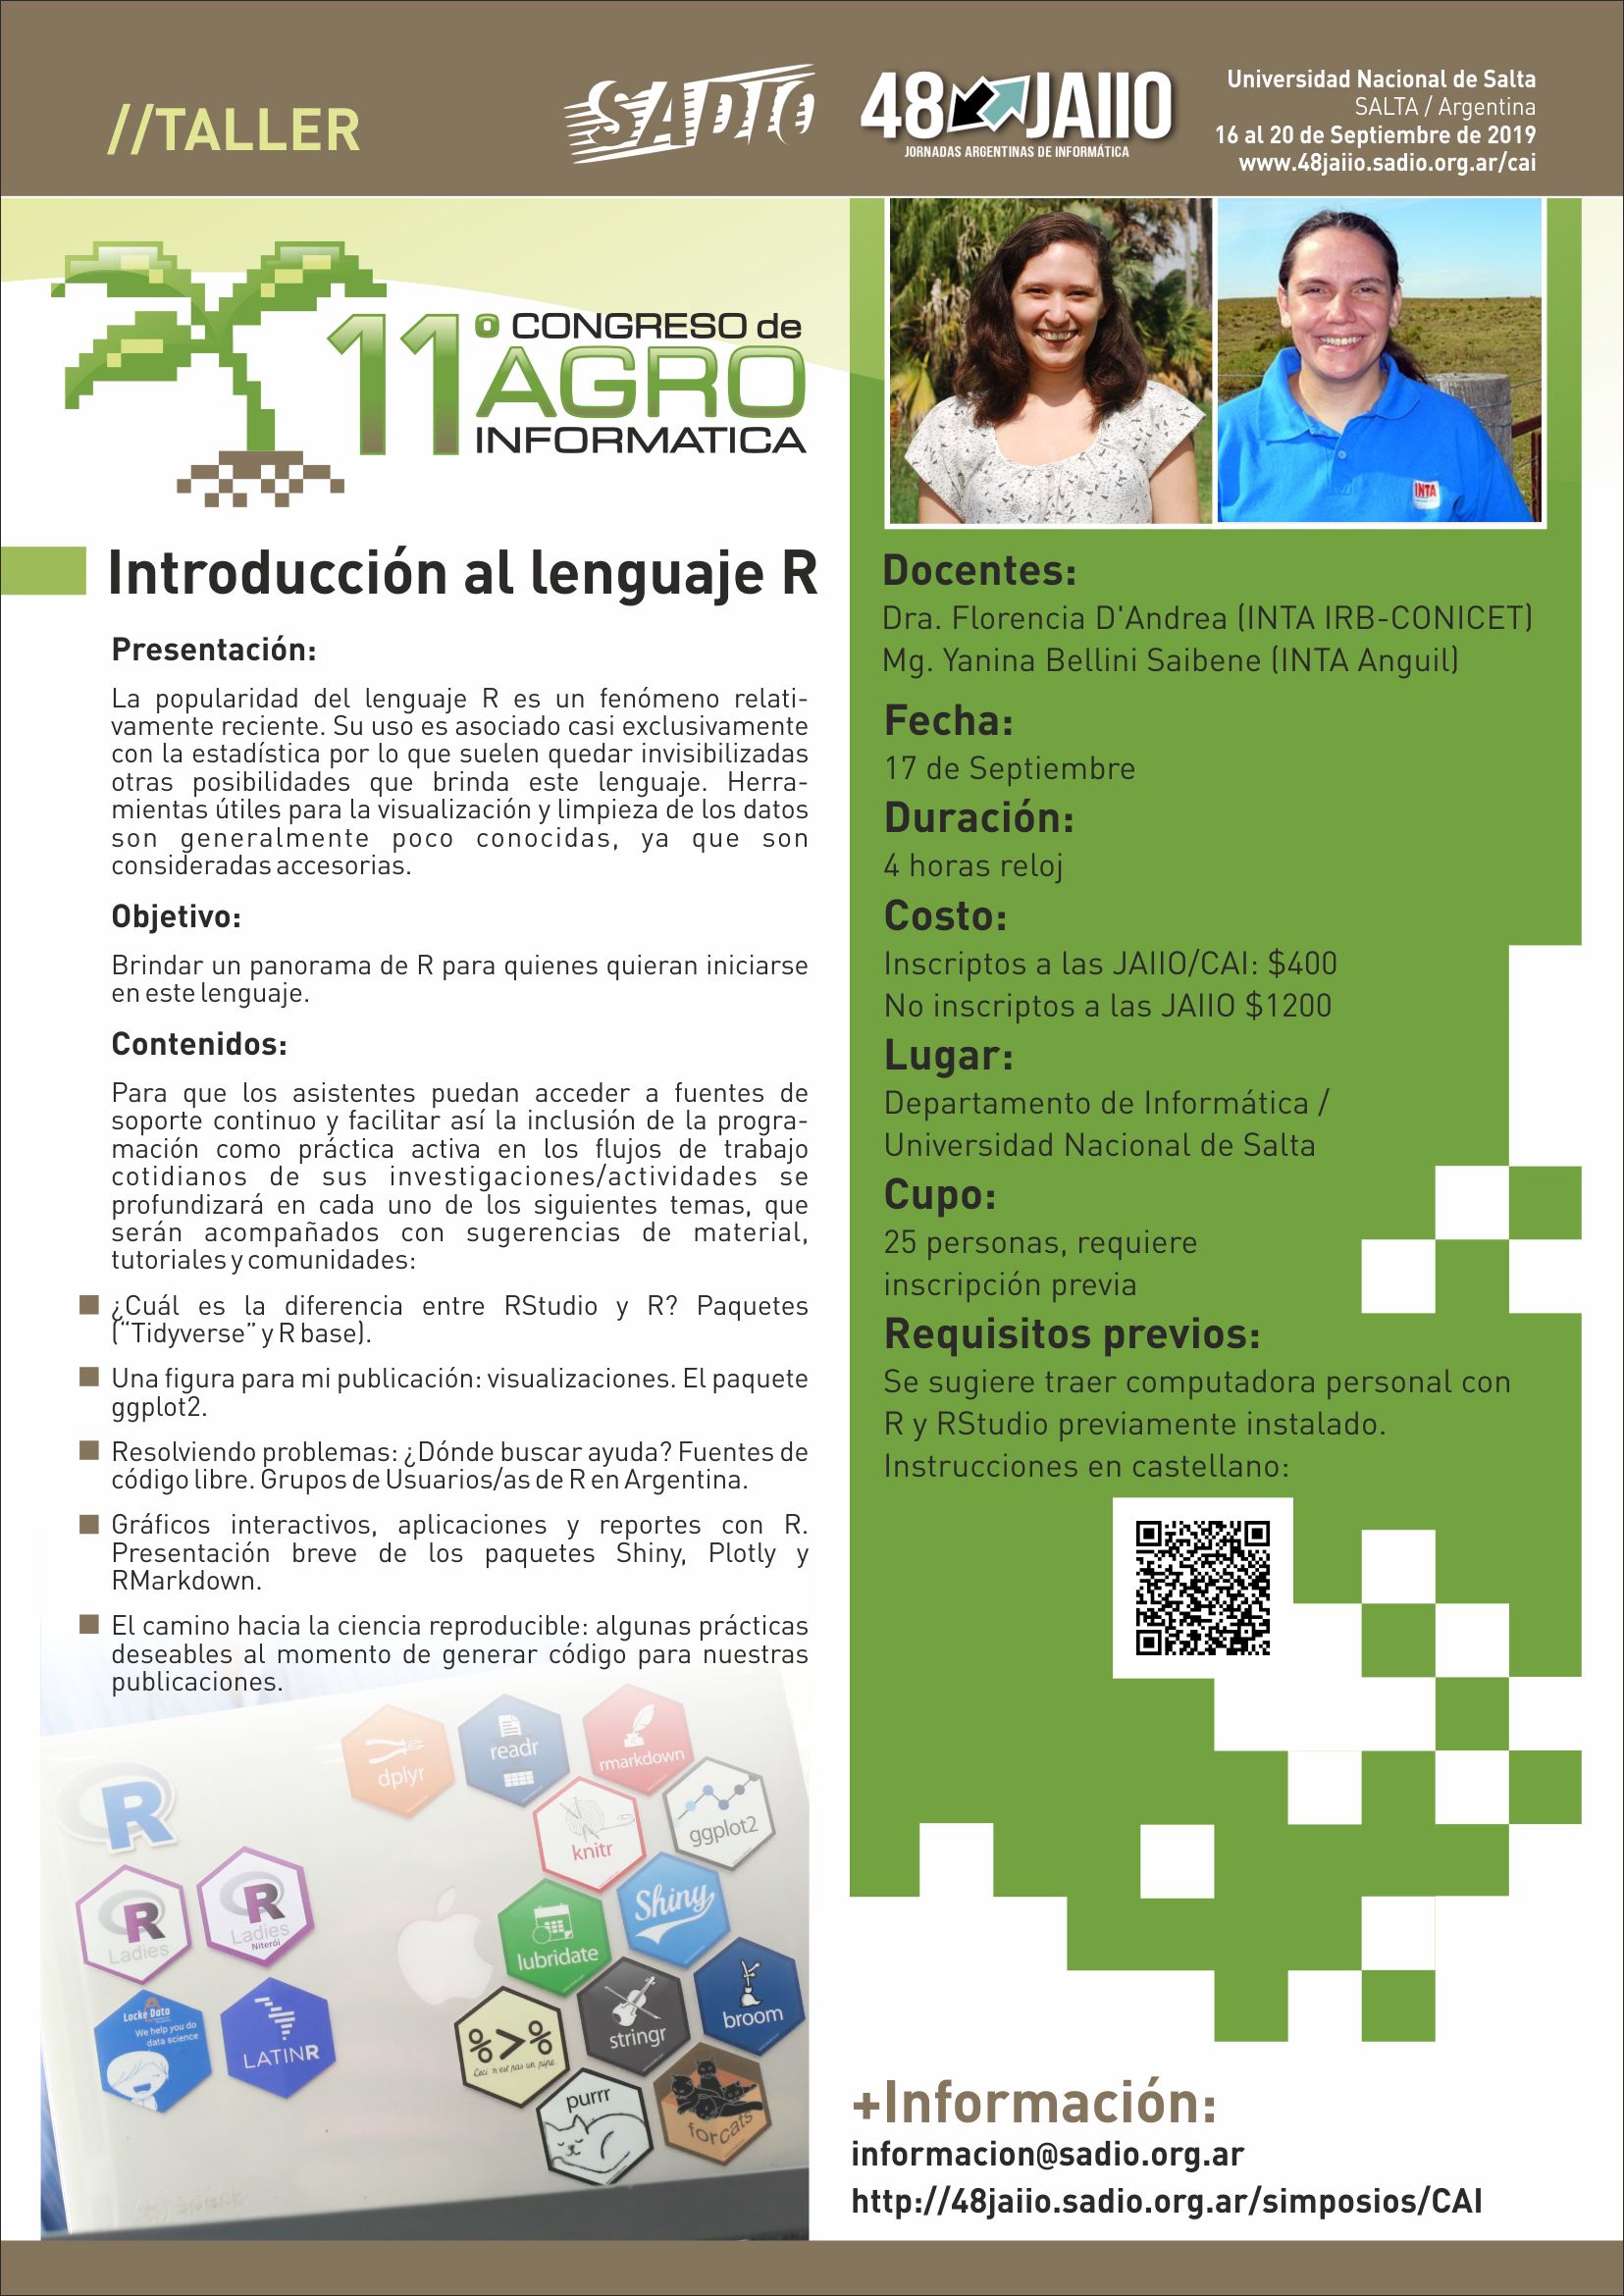 //TALLER
SADIO
48 JAIIO
JORNADAS ARGENTINAS DE INFORMÁTICA
Universidad Nacional de Salta
SALTA / Argentina
16 al 20 de Septiembre de 2019
www.48jaiio.sadio.org.ar/cai
11º CONGRESO de
AGRO
INFORMATICA
Introducción al lenguaje R
Presentación:
La popularidad del lenguaje R es un fenómeno relati-
vamente reciente. Su uso es asociado casi exclusivamente
con la estadística por lo que suelen quedar invisibilizadas
otras posibilidades que brinda este lenguaje. Herra-
mientas útiles para la visualización y limpieza de los datos
son generalmente poco conocidas, ya que son
consideradas accesorias.
Objetivo:
Brindar un panorama de R para quienes quieran iniciarse
en este lenguaje.
Contenidos:
Para que los asistentes puedan acceder a fuentes de
soporte continuo y facilitar así la inclusión de la progra-
mación como práctica activa en los flujos de trabajo
cotidianos de sus investigaciones/actividades se
profundizará en cada uno de los siguientes temas, que
serán acompañados con sugerencias de material,
tutoriales y comunidades:
¿Cuál es la diferencia entre RStudio y R? Paquetes
(“Tidyverse” y R base).
Una figura para mi publicación: visualizaciones. El paquete
ggplot2.
Resolviendo problemas: ¿Dónde buscar ayuda? Fuentes de
código libre. Grupos de Usuarios/as de R en Argentina.
Gráficos interactivos, aplicaciones y reportes con R.
Presentación breve de los paquetes Shiny, Plotly y
RMarkdown.
El camino hacia la ciencia reproducible: algunas prácticas
deseables al momento de generar código para nuestras
publicaciones.
dplyr
readr
rmarkdown
R
knitr
ggplot2
R
Ladies
R
Ladies
Niterói
lubridate
Shiny
Locke Data
We help you do
data science
LATINR
%>%
Ceci n'est pas un pipe.
stringr
broom
purrr
forcats
INTA
Docentes:
Dra. Florencia D'Andrea (INTA IRB-CONICET)
Mg. Yanina Bellini Saibene (INTA Anguil)
Fecha:
17 de Septiembre
Duración:
4 horas reloj
Costo:
Inscriptos a las JAIIO/CAI: $400
No inscriptos a las JAIIO $1200
Lugar:
Departamento de Informática /
Universidad Nacional de Salta
Cupo:
25 personas, requiere
inscripción previa
Requisitos previos:
Se sugiere traer computadora personal con
R y RStudio previamente instalado.
Instrucciones en castellano:
+Información:
informacion@sadio.org.ar
http://48jaiio.sadio.org.ar/simposios/CAI